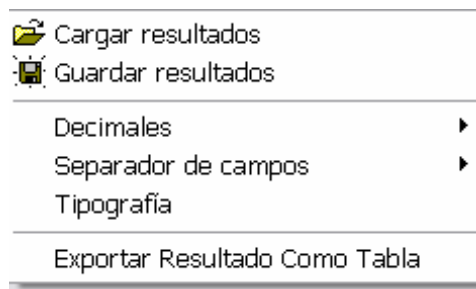 Cargar resultados
Guardar resultados
Decimales
Separador de campos
Tipografía
Exportar Resultado Como Tabla